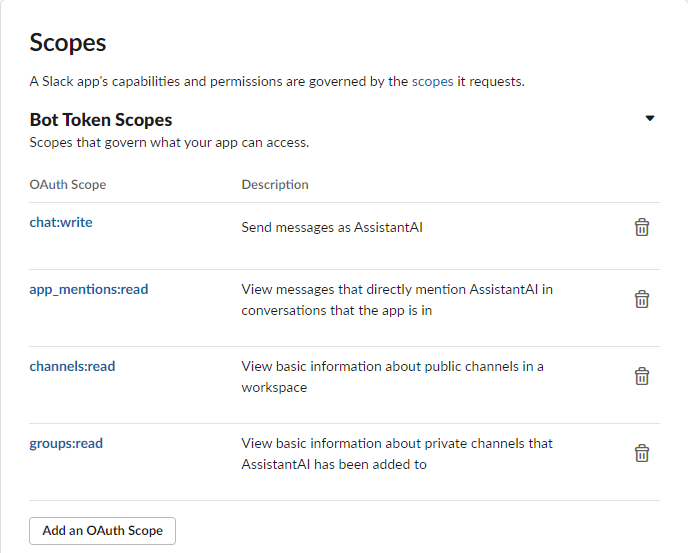 Scopes
A Slack app's capabilities and permissions are governed by the scopes it requests.
Bot Token Scopes
Scopes that govern what your app can access.
OAuth Scope Description
chat:write Send messages as AssistantAI
app_mentions:read View messages that directly mention AssistantAI in
conversations that the app is in
channels:read View basic information about public channels in a
workspace
groups:read View basic information about private channels that
AssistantAI has been added to
Add an OAuth Scope